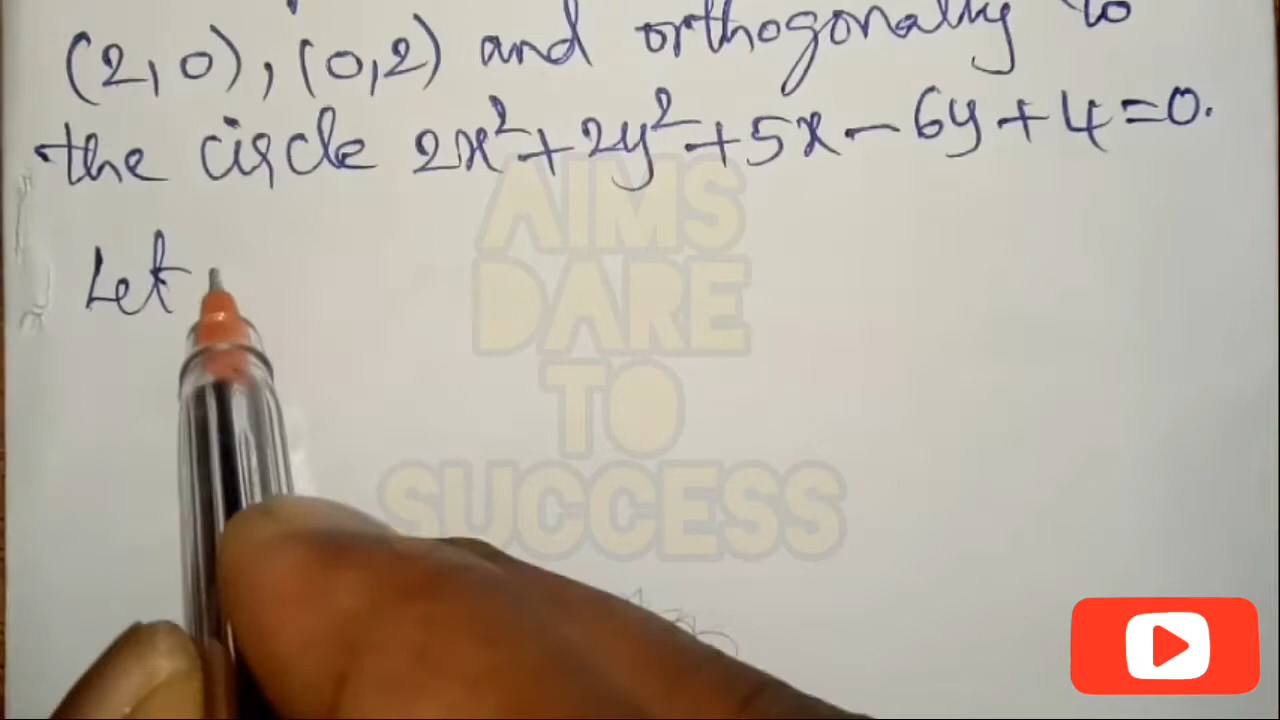 (2,0), (0,2) and orthogonally to
the circle 2x²+2y²+5x-6y+4=0.
Let
AIMS
DARE
TO
SUCCESS